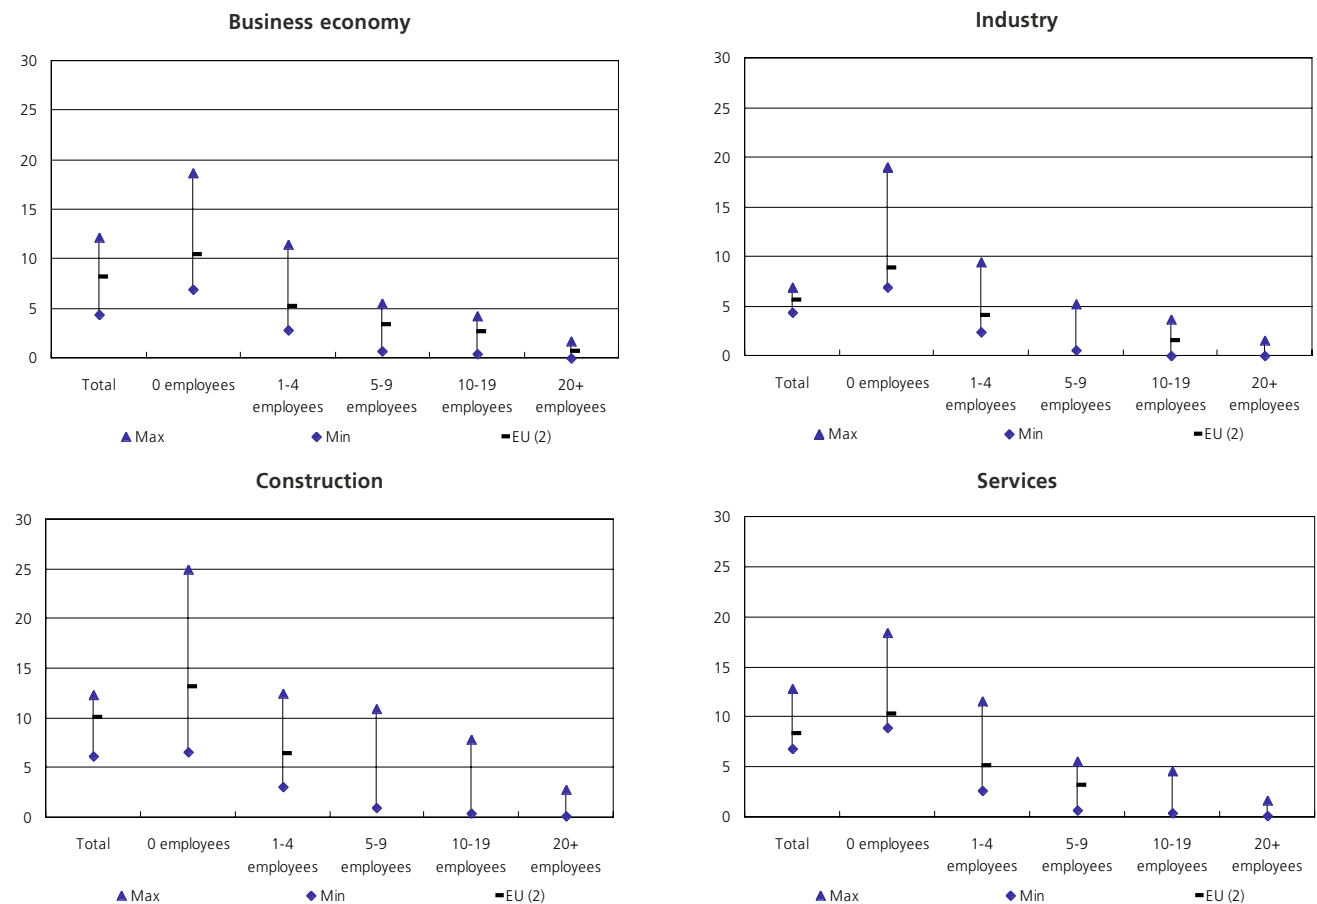 Business economy
30
25
20
15
10
5
0
Total 0 employees 1-4 5-9 10-19 20+
employees employees employees employees
Max Min EU (2)
Industry
30
25
20
15
10
5
0
Total 0 employees 1-4 5-9 10-19 20+
employees employees employees employees
Max Min EU (2)
Construction
30
25
20
15
10
5
0
Total 0 employees 1-4 5-9 10-19 20+
employees employees employees employees
Max Min EU (2)
Services
30
25
20
15
10
5
0
Total 0 employees 1-4 5-9 10-19 20+
employees employees employees employees
Max Min EU (2)